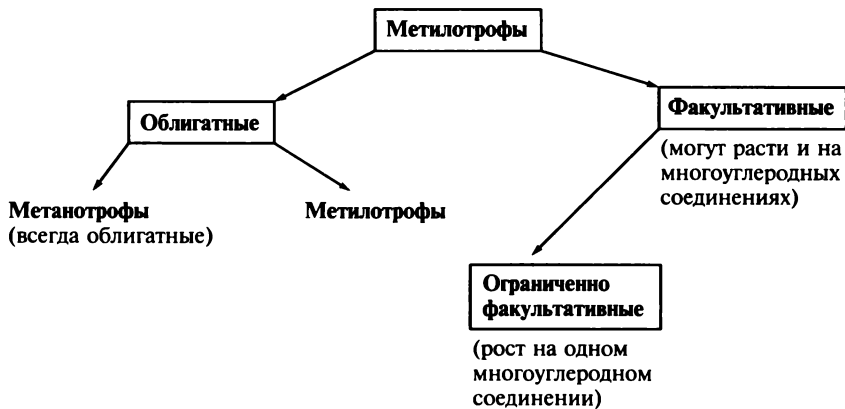 Метилотрофы
Облигатные
Факультативные
(могут расти и на
многоуглеродных
соединениях)
Метанотрофы
(всегда облигатные)
Метилотрофы
Ограниченно
факультативные
(рост на одном
многоуглеродном
соединении)